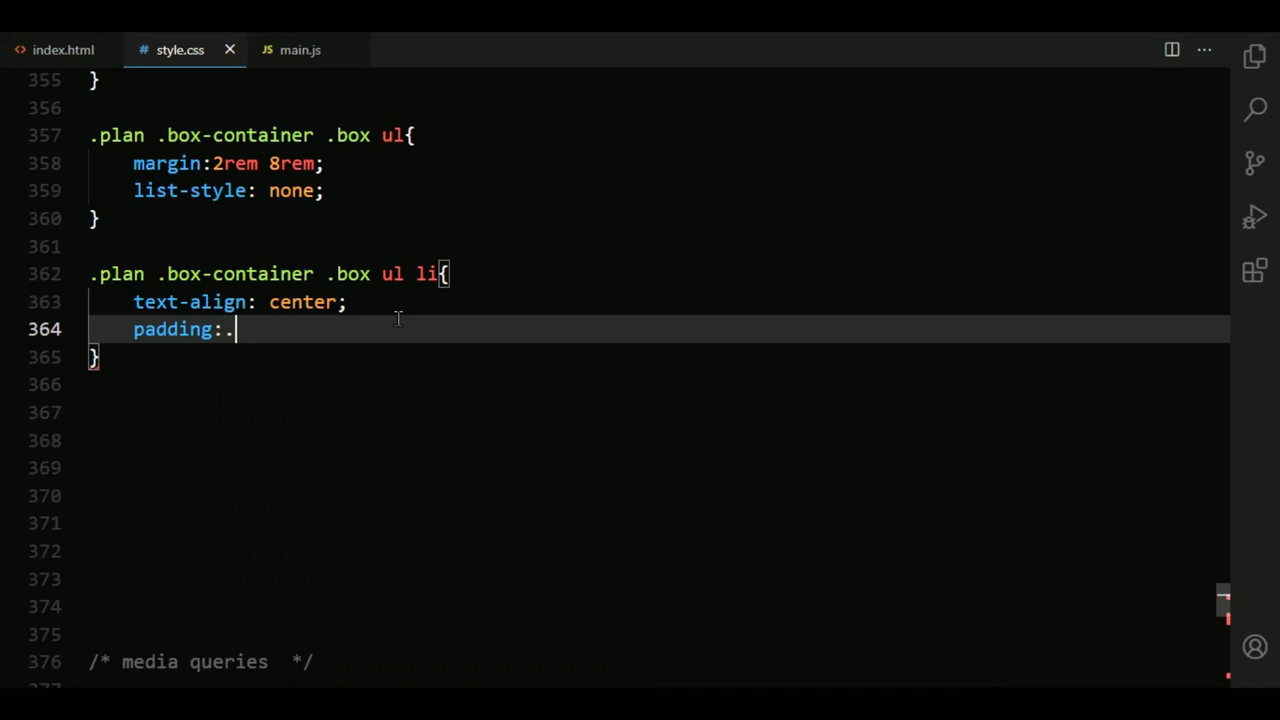 index.html
style.css
main.js
355 }
356
357 .plan .box-container .box ul{
358 margin:2rem 8rem;
359 list-style: none;
360 }
361
362 .plan .box-container .box ul li{
363 text-align: center;
364 padding:.
365 }
366
367
368
369
370
371
372
373
374
375
376 /* media queries */